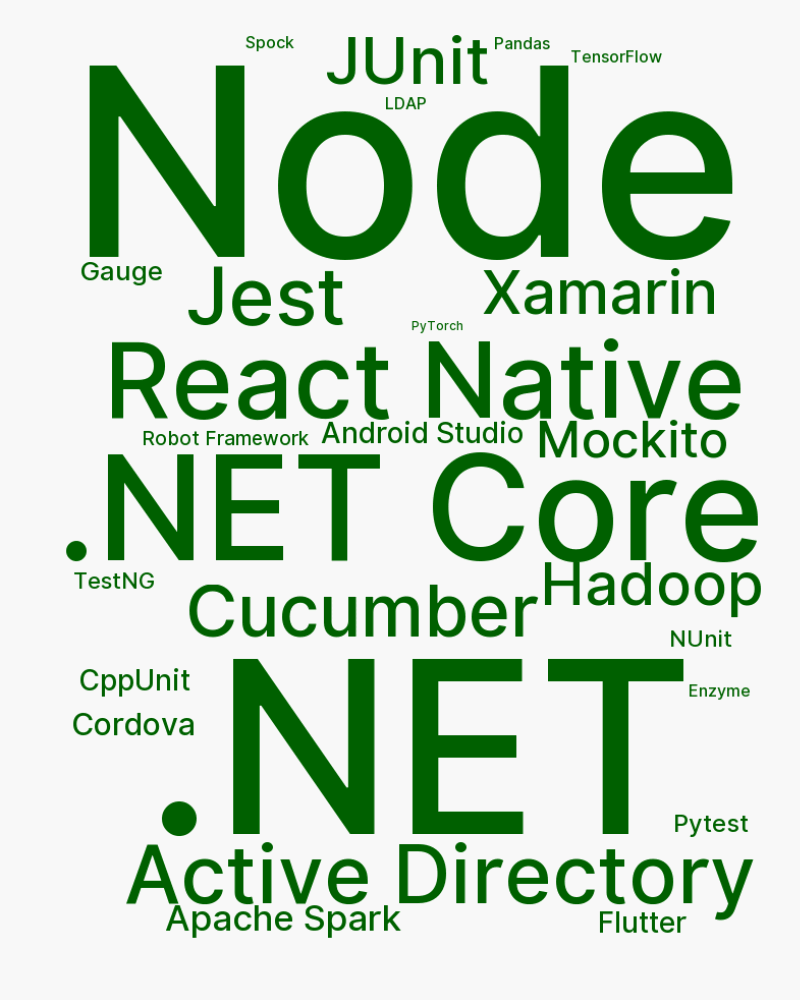 Spock
JUnit
Pandas
TensorFlow
LDAP
Node
Gauge
Jest
Xamarin
PyTorch
React Native
Robot Framework
Android Studio
Mockito
.NET Core
TestNG
Cucumber
Hadoop
NUnit
CppUnit
Enzyme
Cordova
.NET
Pytest
Active Directory
Apache Spark
Flutter